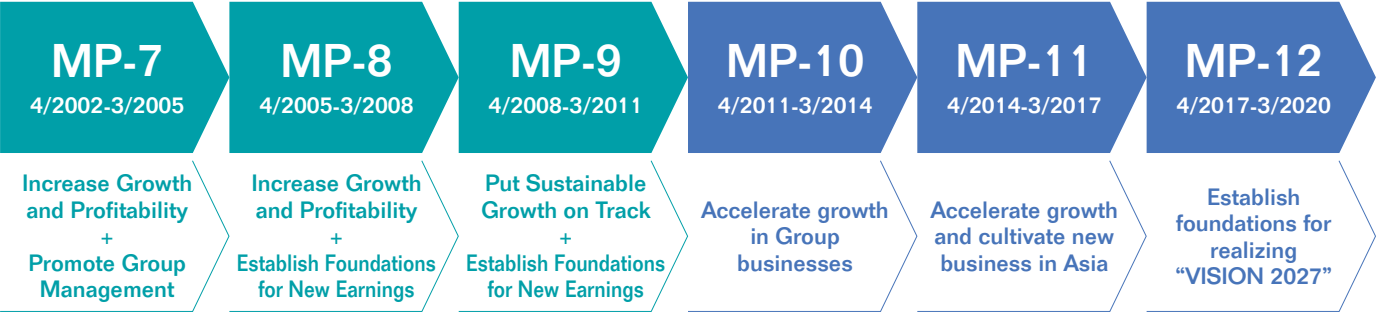 MP-7
4/2002-3/2005
Increase Growth
and Profitability
+
Promote Group
Management
MP-8
4/2005-3/2008
Increase Growth
and Profitability
+
Establish Foundations
for New Earnings
MP-9
4/2008-3/2011
Put Sustainable
Growth on Track
+
Establish Foundations
for New Earnings
MP-10
4/2011-3/2014
Accelerate growth
in Group
businesses
MP-11
4/2014-3/2017
Accelerate growth
and cultivate new
business in Asia
MP-12
4/2017-3/2020
Establish
foundations for
realizing
“VISION 2027”